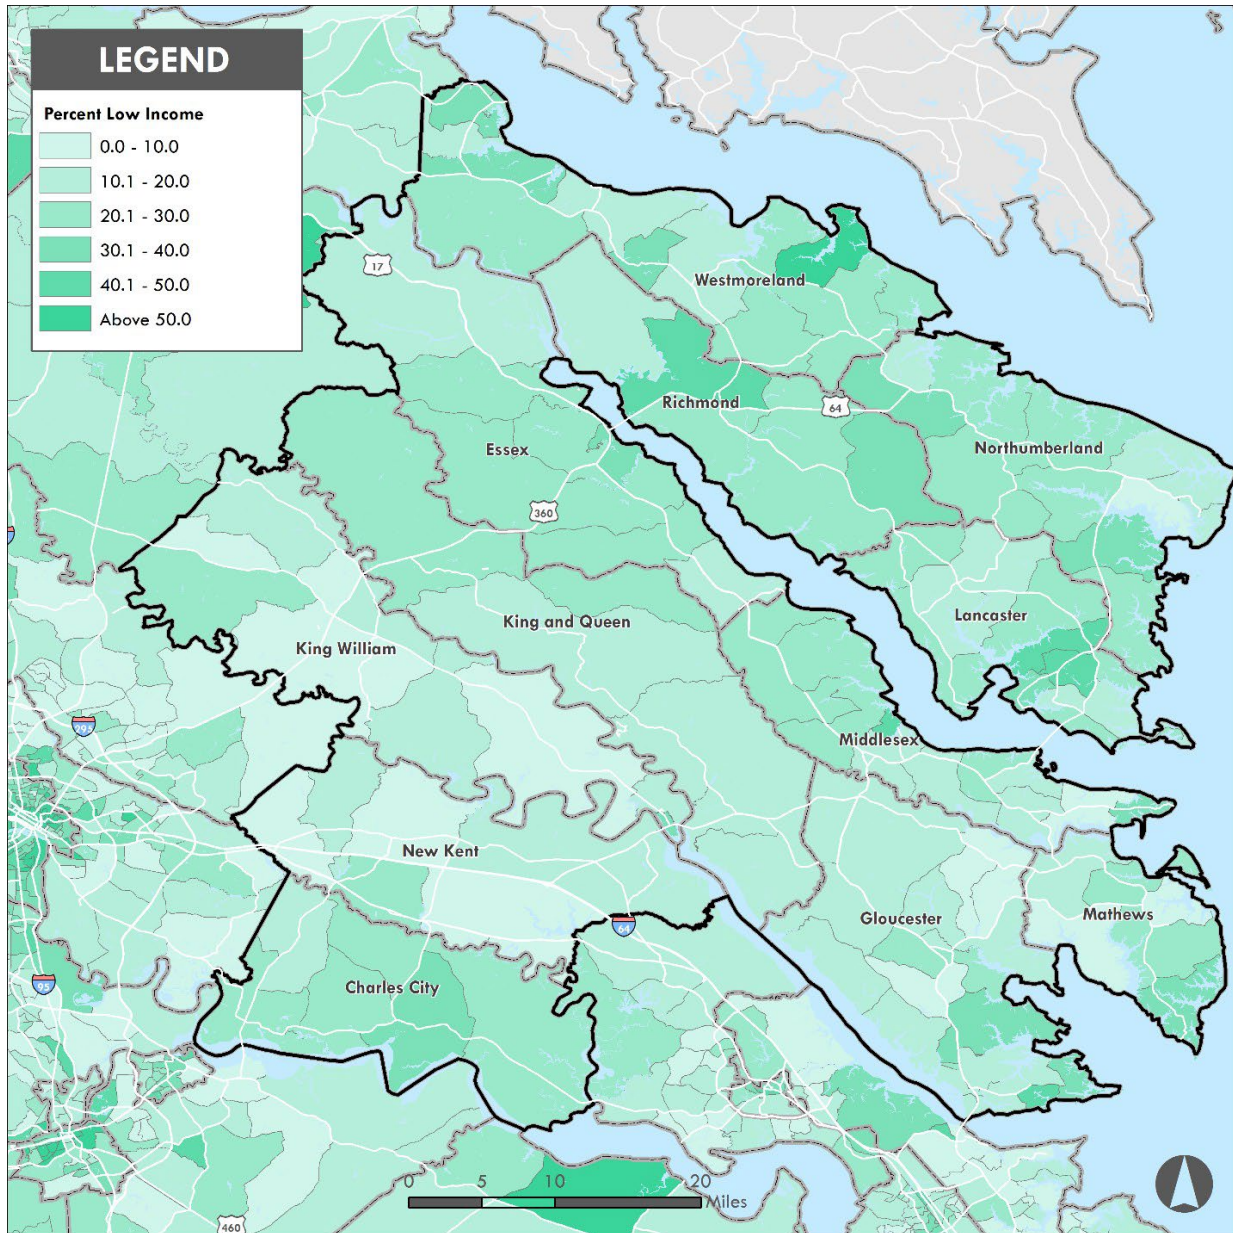 LEGEND
Percent Low Income
0.0 - 10.0
10.1 - 20.0
20.1 - 30.0
30.1 - 40.0
40.1 - 50.0
Above 50.0
17
Westmoreland
Richmond
64
Essex
Northumberland
360
Lancaster
King and Queen
King William
295
Middlesex
New Kent
Gloucester
Mathews
64
95
Charles City
0 5 10 20
Miles
460